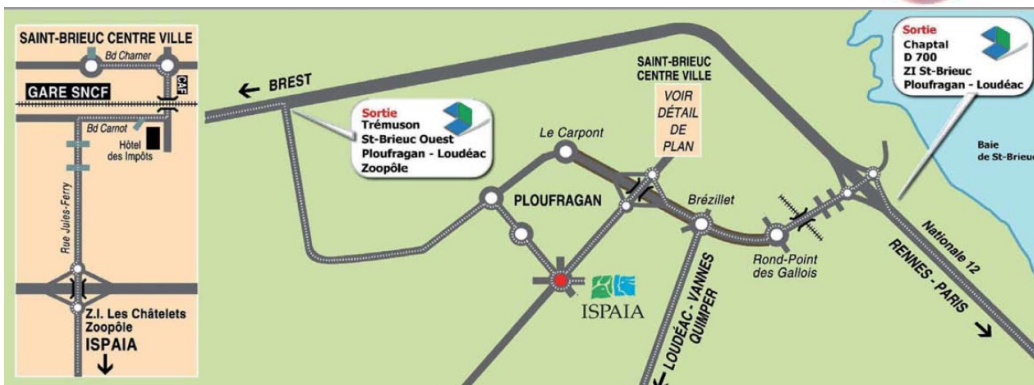 SAINT-BRIEUC CENTRE VILLE
Bd Charner
CAF
GARE SNCF
Bd Carnot
Hôtel
des Impôts
Rue Jules-Ferry
Z.I. Les Châtelets
Zoopôle
ISPAIA
BREST
Sortie
Trémuson
St-Brieuc Ouest
Ploufragan - Loudéac
Zoopôle
Le Carpont
SAINT-BRIEUC
CENTRE VILLE
VOIR
DÉTAIL
DE
PLAN
PLOUFRAGAN
Brézillet
ISPAIA
LOUDÉAC - VANNES
QUIMPER
Rond-Point
des Gallois
Sortie
Chaptal
D 700
ZI St-Brieuc
Ploufragan - Loudéac
Baie
de St-Brieuc
Nationale 12
RENNES - PARIS